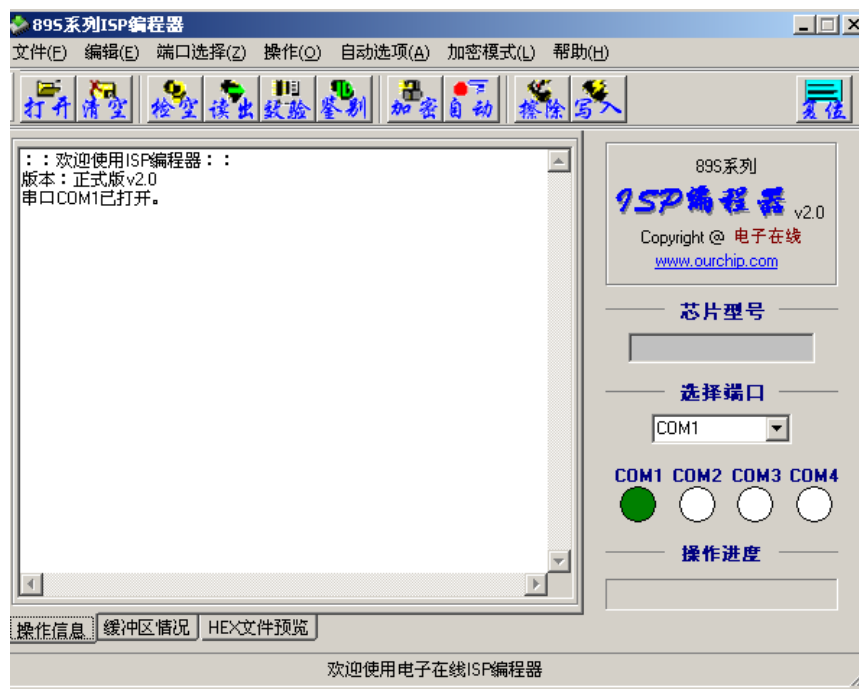 89S系列ISP编程器
文件(F) 编辑(E) 端口选择(Z) 操作(O) 自动选项(A) 加密模式(L) 帮助(H)
打开 清空 检空 读出 效验 鉴别 加密 自动 擦除 写入 复位
::欢迎使用ISP编程器::
版本:正式版v2.0
串口COM1已打开。
89S系列
ISP编程器 v2.0
Copyright @ 电子在线
www.ourchip.com
芯片型号
选择端口
COM1
COM1 COM2 COM3 COM4
操作进度
操作信息 缓冲区情况 HEX文件预览
欢迎使用电子在线ISP编程器